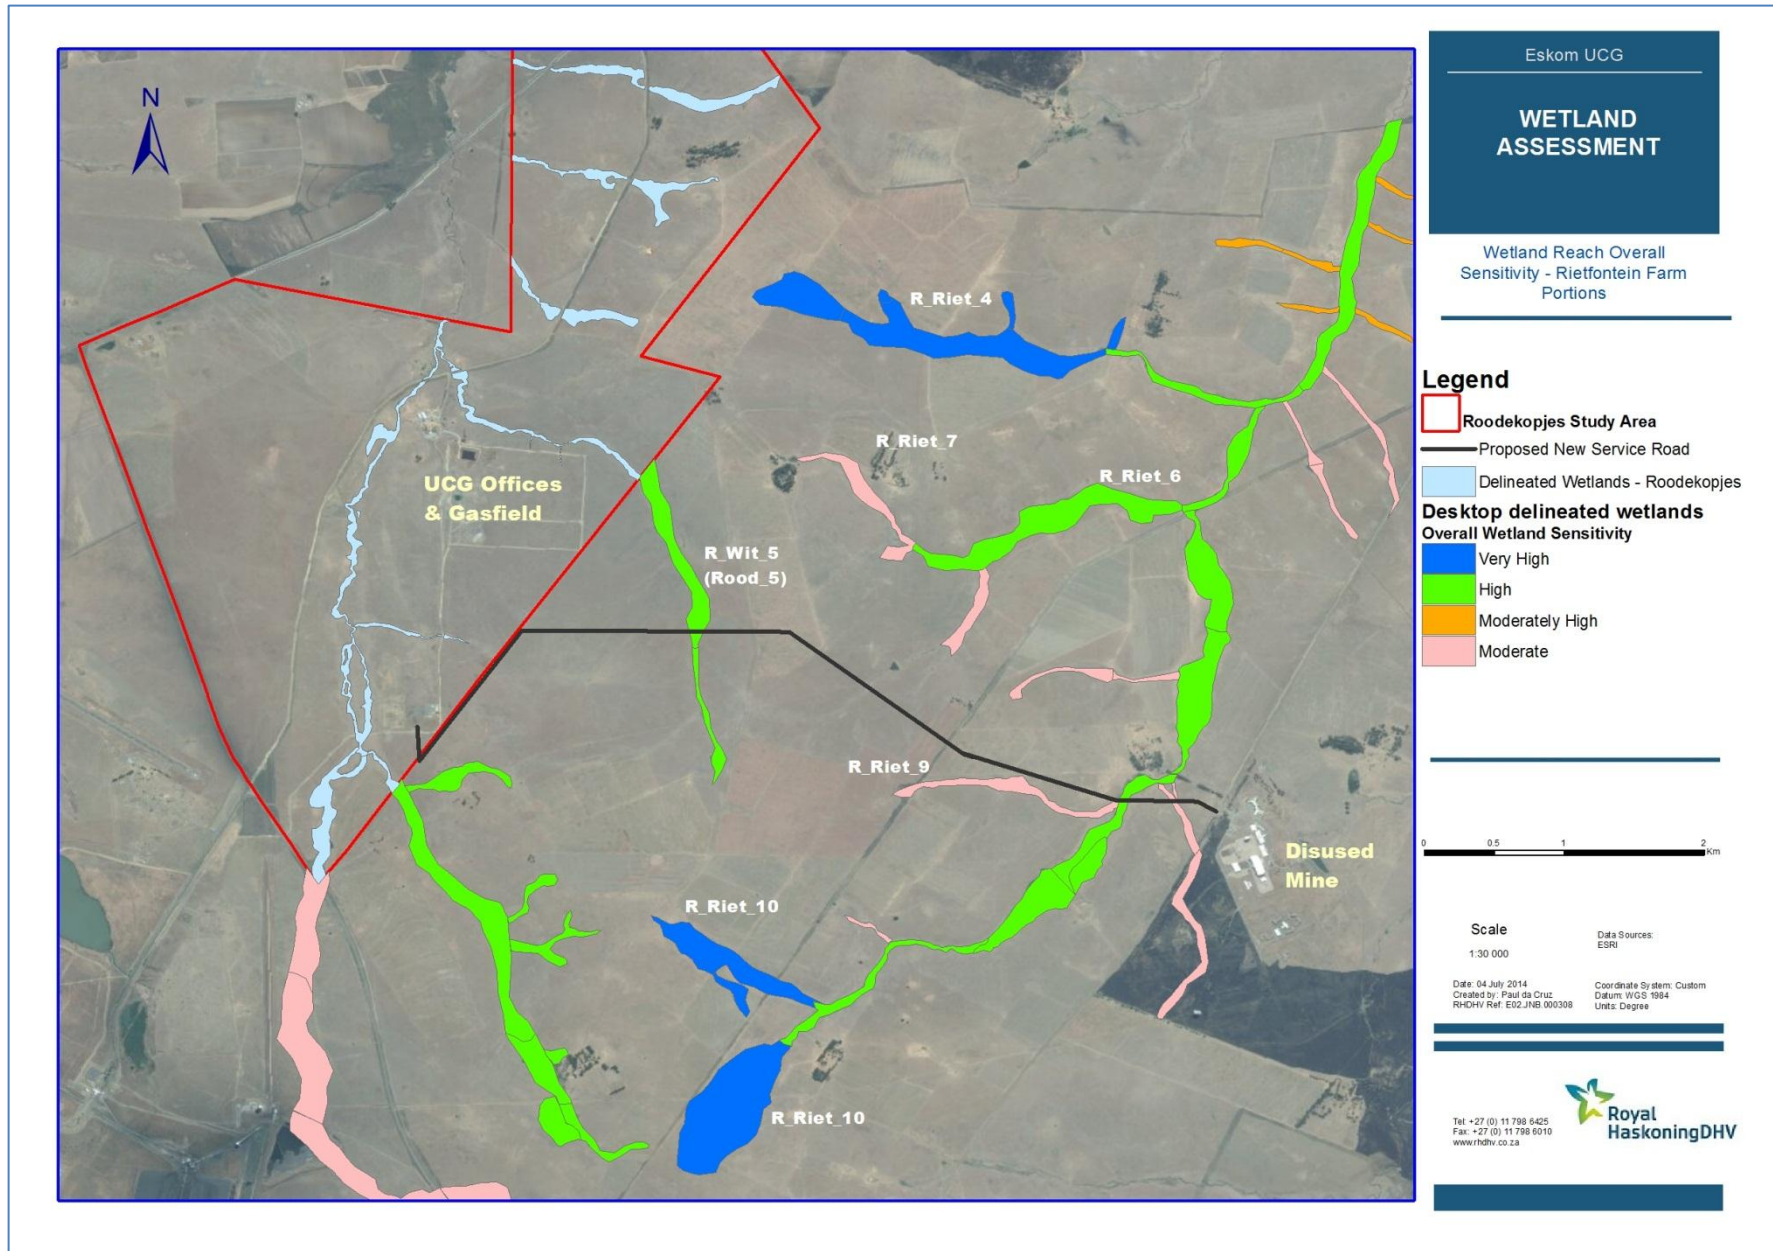 N
R_Riet_4
R_Riet_7
R_Riet_6
UCG Offices
& Gasfield
R_Wit_5
(Rood_5)
R_Riet_9
Disused
Mine
R_Riet_10
R_Riet_10
Eskom UCG
WETLAND
ASSESSMENT
Wetland Reach Overall
Sensitivity - Rietfontein Farm
Portions
Legend
Roodekopjes Study Area
Proposed New Service Road
Delineated Wetlands - Roodekopjes
Desktop delineated wetlands
Overall Wetland Sensitivity
Very High
High
Moderately High
Moderate
0 0.5 1 2
Km
Scale
1:30 000
Data Sources:
ESRI
Date: 04 July 2014
Created by: Paul da Cruz
RHDHV Ref: E02.JNB.000308
Coordinate System: Custom
Datum: WGS 1984
Units: Degree
Tel: +27 (0) 11 798 6425
Fax: +27 (0) 11 798 6010
www.rhdhv.co.za
Royal
HaskoningDHV